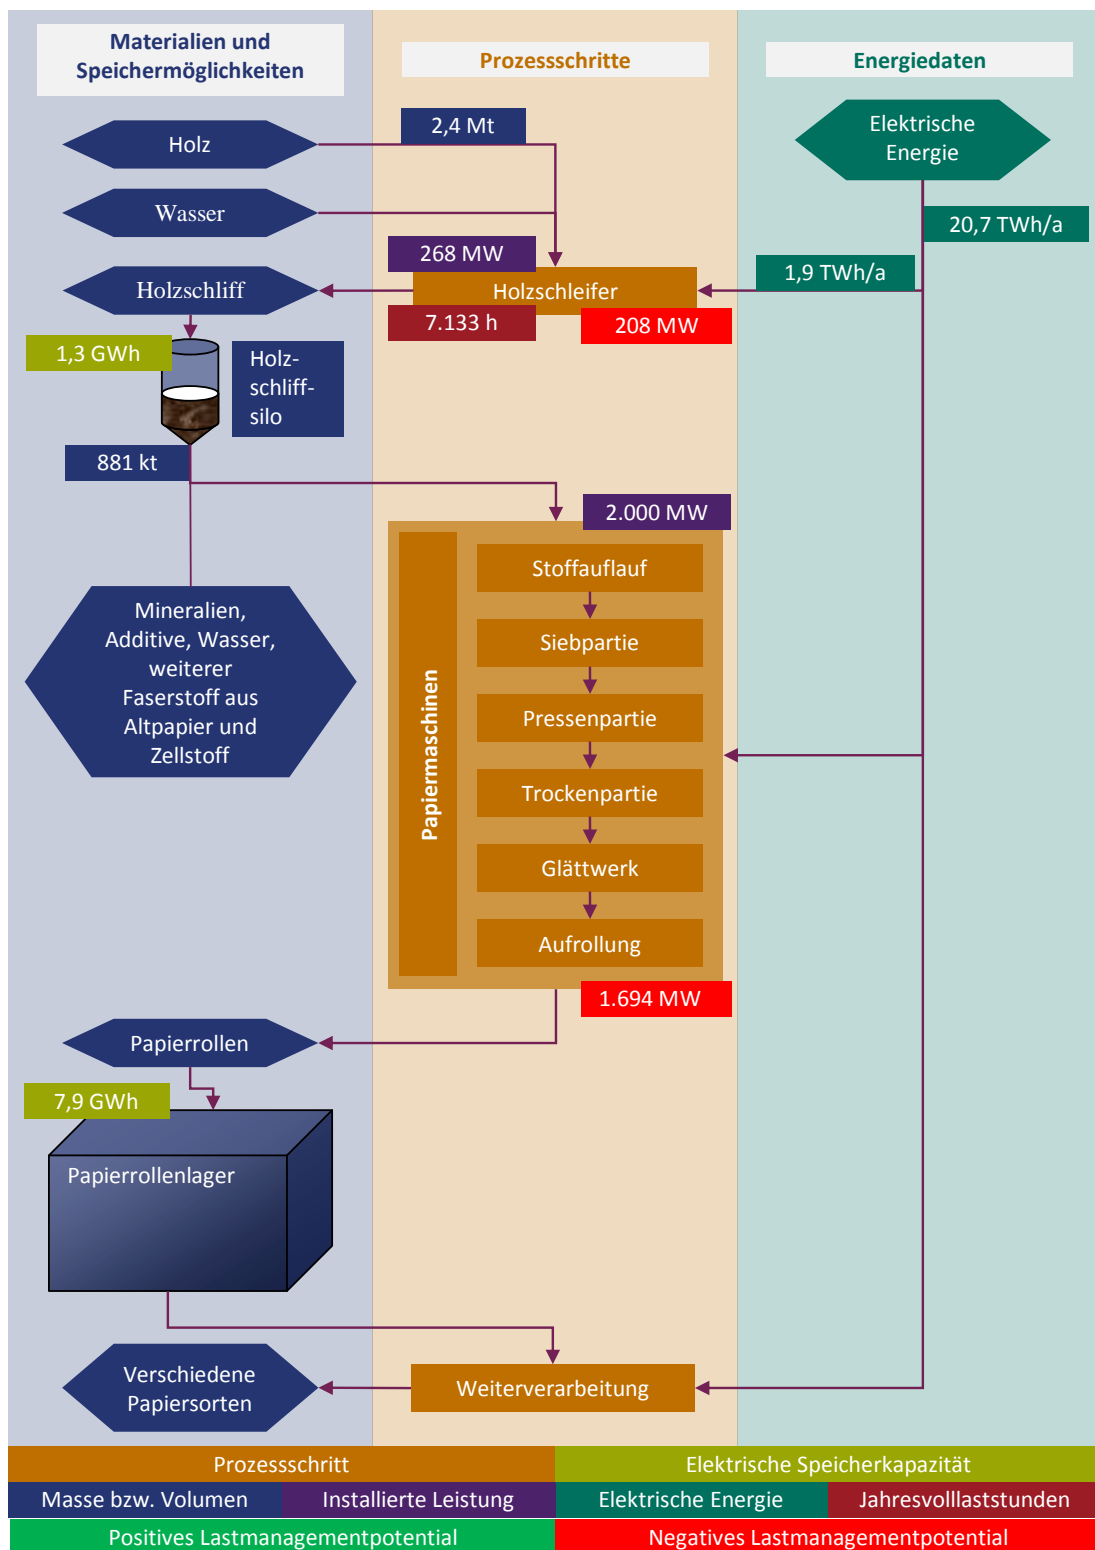 Materialien und
Speichermöglichkeiten
Prozessschritte
Energiedaten
Holz
2,4 Mt
Elektrische
Energie
Wasser
20,7 TWh/a
268 MW
1,9 TWh/a
Holzschliff
Holzschleifer
7.133 h
208 MW
1,3 GWh
Holz-
schliff-
silo
881 kt
2.000 MW
Papiermaschinen
Stoffauflauf
Siebpartie
Pressenpartie
Trockenpartie
Glättwerk
Aufrollung
Mineralien,
Additive, Wasser,
weiterer
Faserstoff aus
Altpapier und
Zellstoff
1.694 MW
Papierrollen
7,9 GWh
Papierrollenlager
Verschiedene
Papiersorten
Weiterverarbeitung
Prozessschritt
Elektrische Speicherkapazität
Masse bzw. Volumen
Installierte Leistung
Elektrische Energie
Jahresvolllaststunden
Positives Lastmanagementpotential
Negatives Lastmanagementpotential